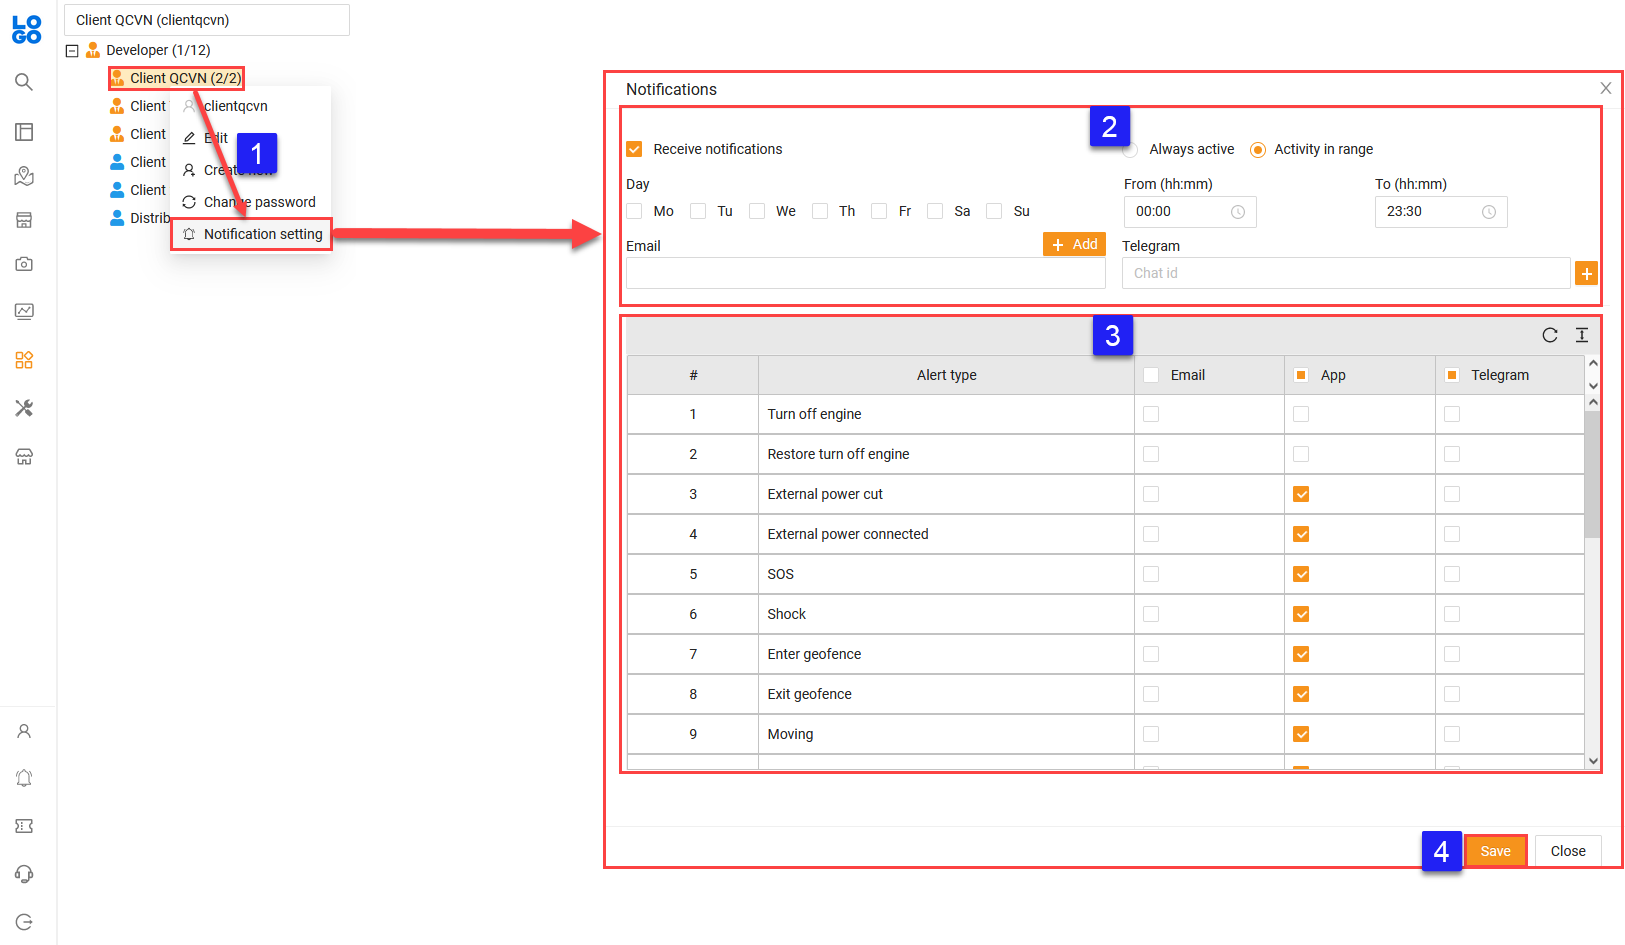 LOGO
Client QCVN (clientqcvn)
Developer (1/12)
Client QCVN (2/2)
Client
Client
Client
Client
Distrib
clientqcvn
Edit
1
Create new
Change password
Notification setting
Notifications
2
Receive notifications
Always active
Activity in range
Day
From (hh:mm)
To (hh:mm)
Mo Tu We Th Fr Sa Su
00:00
23:30
Email
+ Add
Telegram
Chat id
+
3
# Alert type Email App Telegram
1 Turn off engine
2 Restore turn off engine
3 External power cut
4 External power connected
5 SOS
6 Shock
7 Enter geofence
8 Exit geofence
9 Moving
4
Save
Close